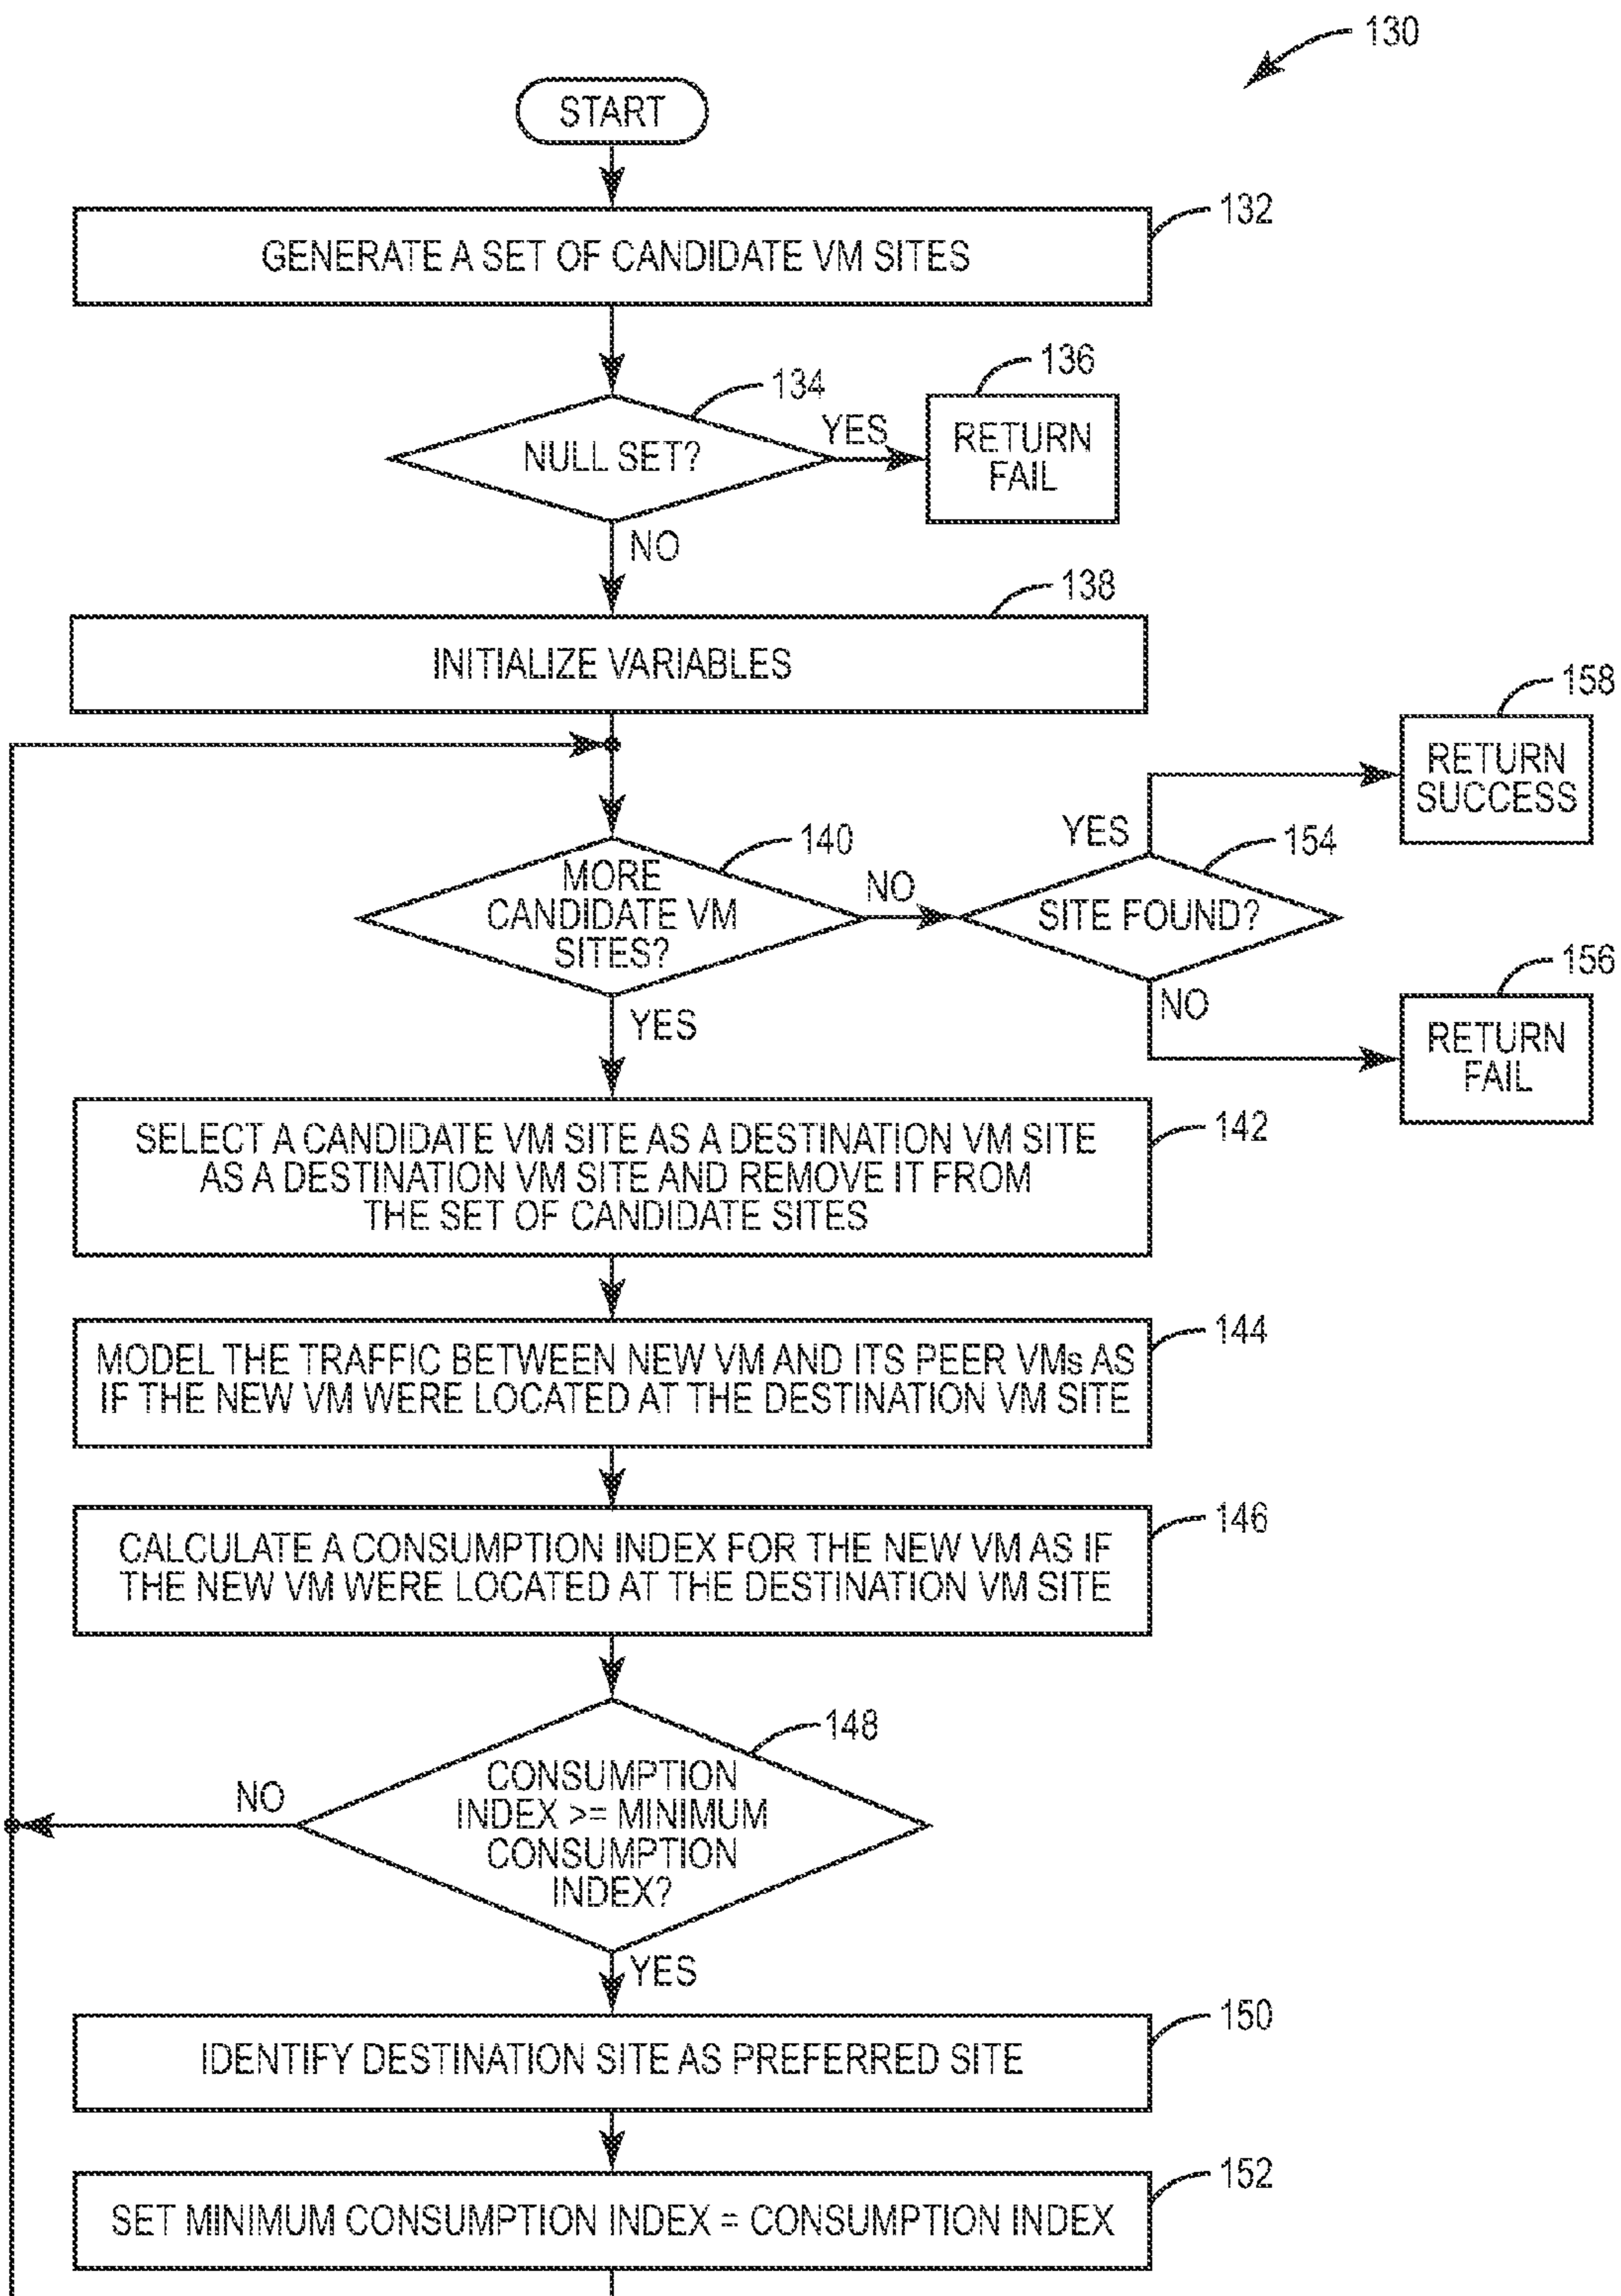 130
START
132
GENERATE A SET OF CANDIDATE VM SITES
134
NULL SET?
YES
136
RETURN
FAIL
NO
138
INITIALIZE VARIABLES
140
MORE
CANDIDATE VM
SITES?
NO
154
SITE FOUND?
YES
158
RETURN
SUCCESS
NO
156
RETURN
FAIL
YES
142
SELECT A CANDIDATE VM SITE AS A DESTINATION VM SITE
AS A DESTINATION VM SITE AND REMOVE IT FROM
THE SET OF CANDIDATE SITES
144
MODEL THE TRAFFIC BETWEEN NEW VM AND ITS PEER VMs AS
IF THE NEW VM WERE LOCATED AT THE DESTINATION VM SITE
146
CALCULATE A CONSUMPTION INDEX FOR THE NEW VM AS IF
THE NEW VM WERE LOCATED AT THE DESTINATION VM SITE
148
CONSUMPTION
INDEX >= MINIMUM
CONSUMPTION
INDEX?
NO
YES
150
IDENTIFY DESTINATION SITE AS PREFERRED SITE
152
SET MINIMUM CONSUMPTION INDEX = CONSUMPTION INDEX